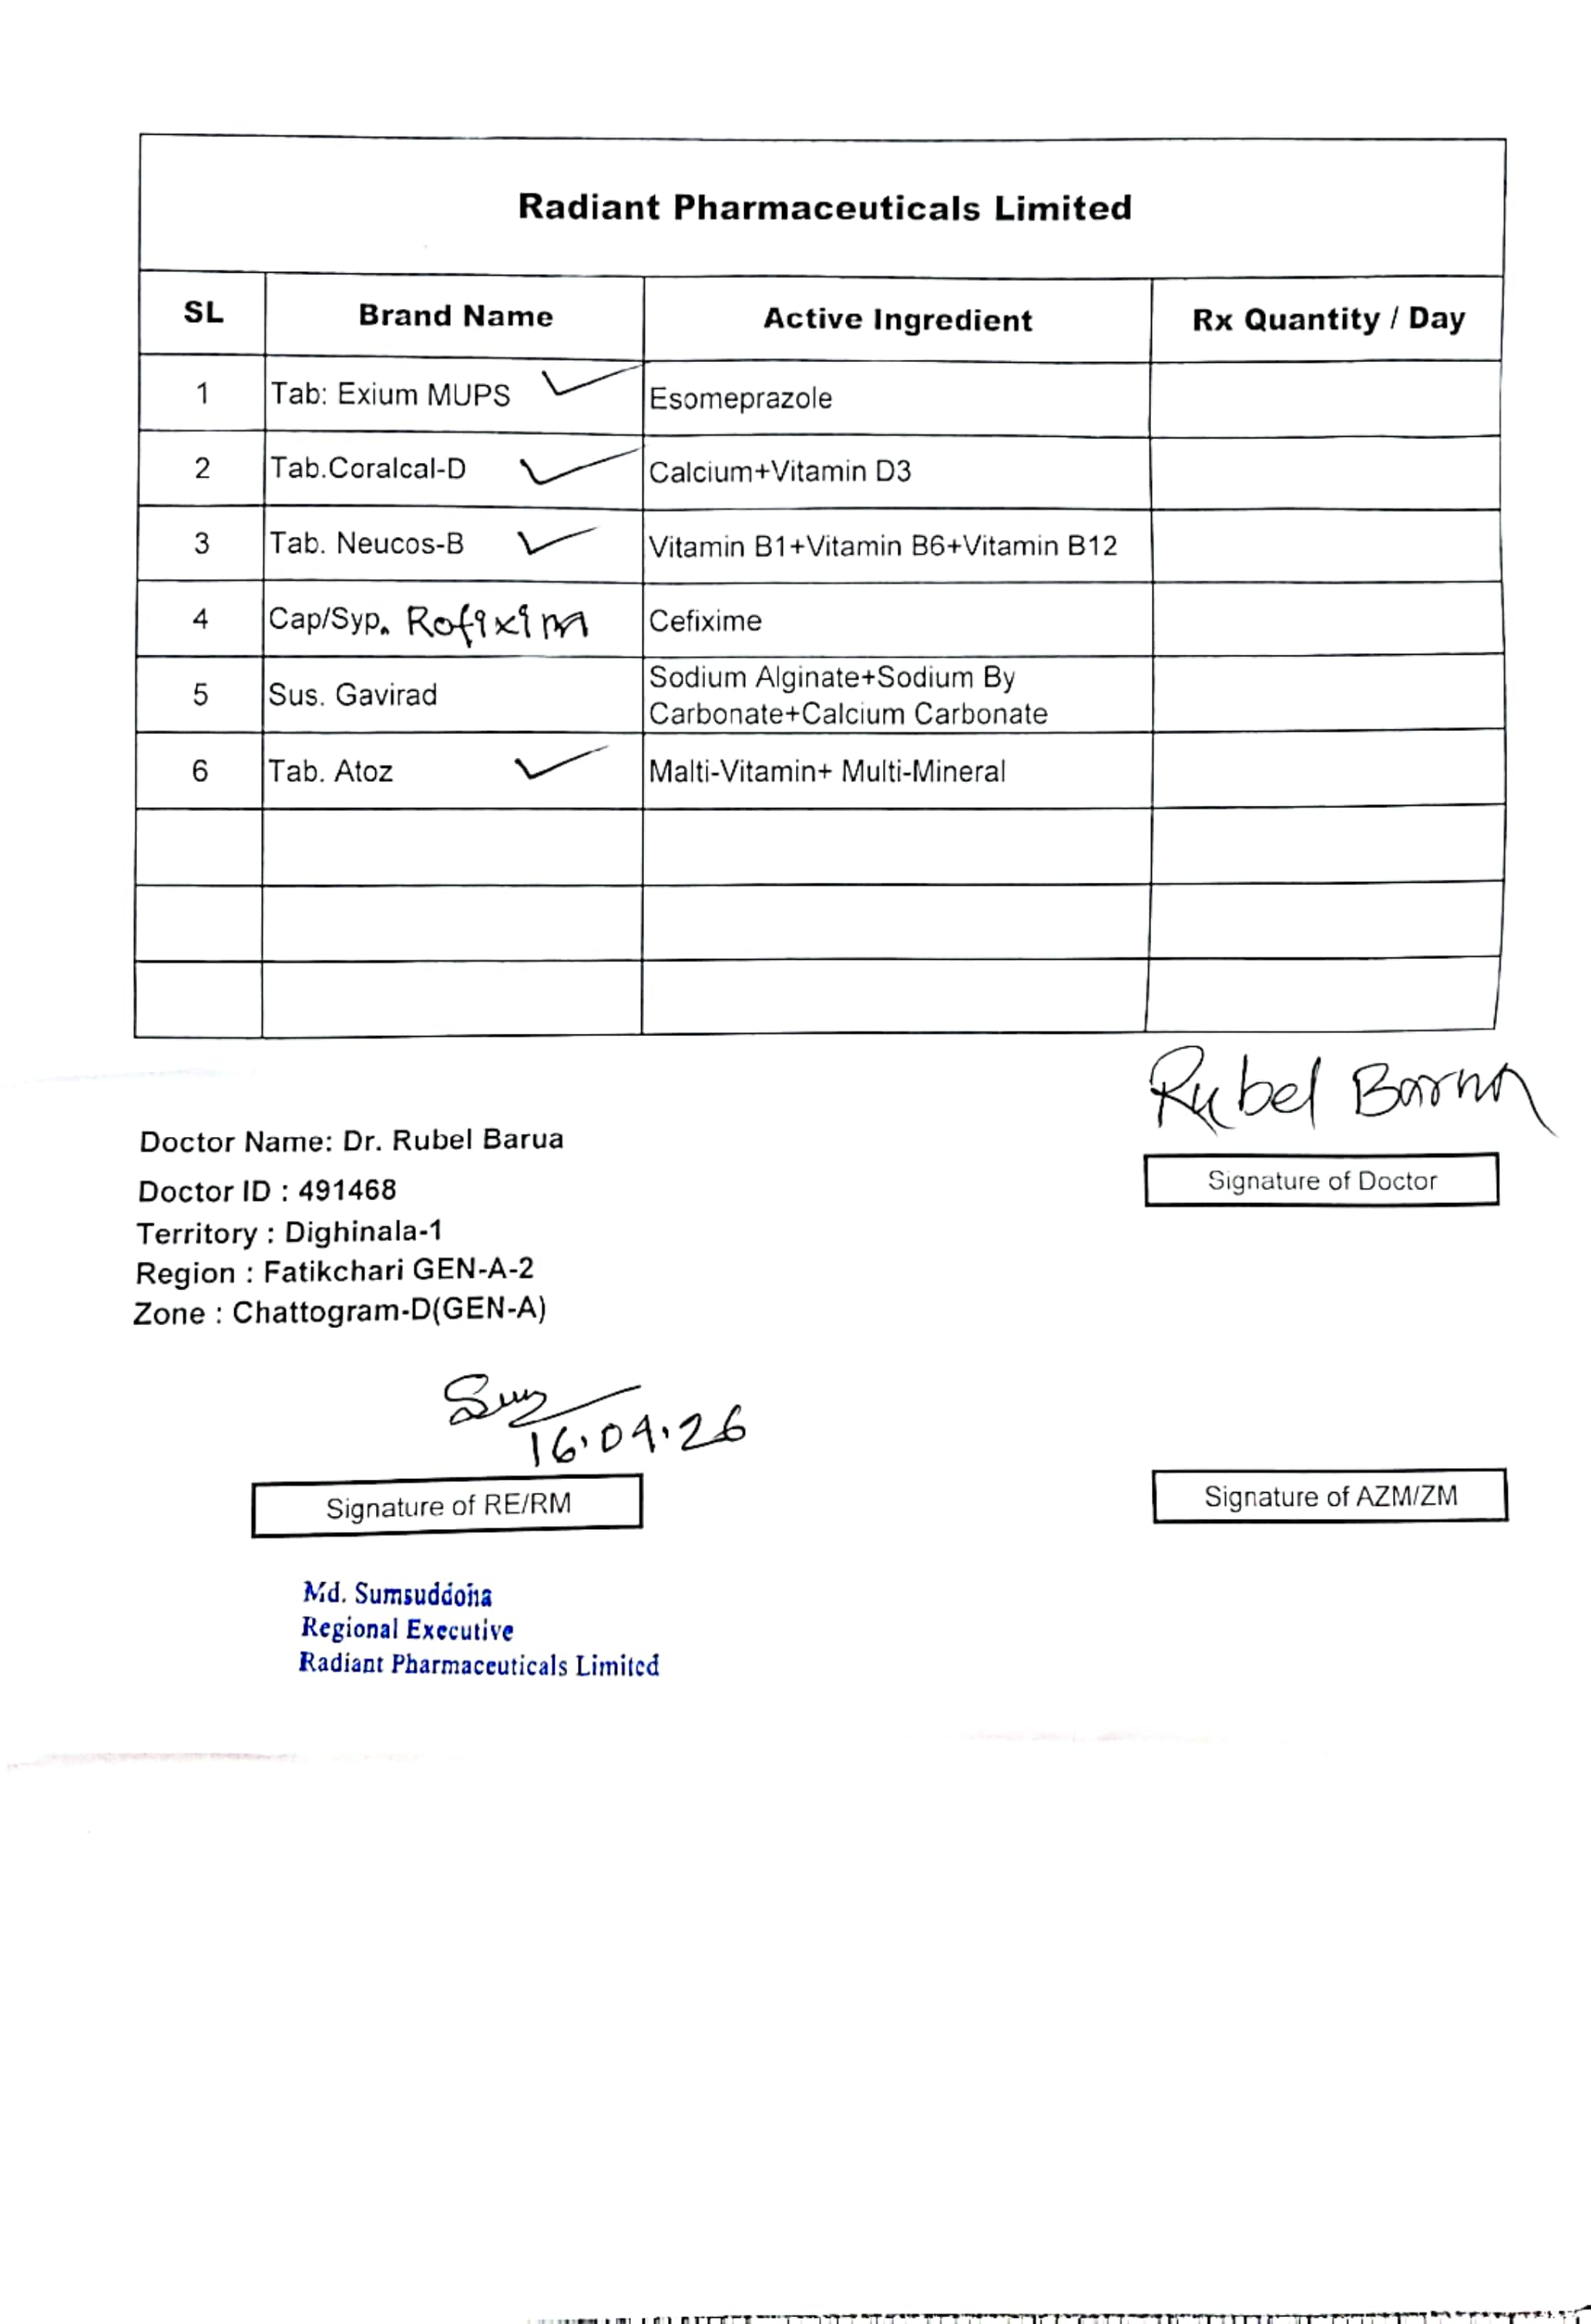 Radiant Pharmaceuticals Limited
SL Brand Name Active Ingredient Rx Quantity / Day
1 Tab: Exium MUPS ✓ Esomeprazole
2 Tab.Coralcal-D ✓ Calcium+Vitamin D3
3 Tab. Neucos-B ✓ Vitamin B1+Vitamin B6+Vitamin B12
4 Cap/Syp. Rofixim Cefixime
5 Sus. Gavirad Sodium Alginate+Sodium By
Carbonate+Calcium Carbonate
6 Tab. Atoz ✓ Malti-Vitamin+ Multi-Mineral
Rubel Barua
Signature of Doctor
Doctor Name: Dr. Rubel Barua
Doctor ID : 491468
Territory : Dighinala-1
Region : Fatikchari GEN-A-2
Zone : Chattogram-D(GEN-A)
16.04.26
Signature of RE/RM
Signature of AZM/ZM
Md. Sumsuddoha
Regional Executive
Radiant Pharmaceuticals Limited